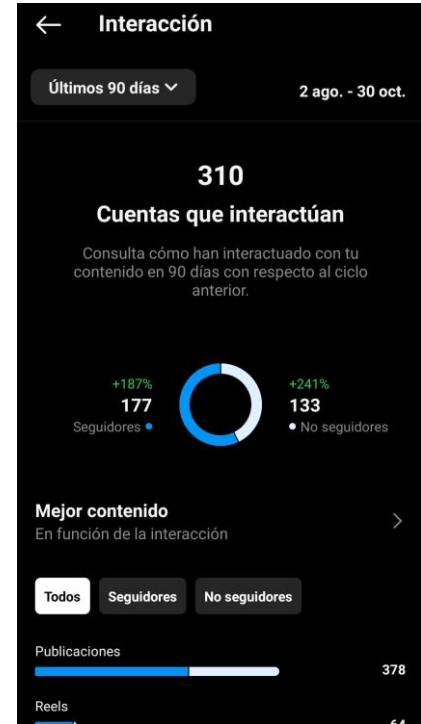 Interacción
Últimos 90 días
2 ago. - 30 oct.
310
Cuentas que interactúan
Consulta cómo han interactuado con tu
contenido en 90 días con respecto al ciclo
anterior.
+187%
177
Seguidores
+241%
133
No seguidores
Mejor contenido
En función de la interacción
Todos
Seguidores
No seguidores
Publicaciones
378
Reels
64